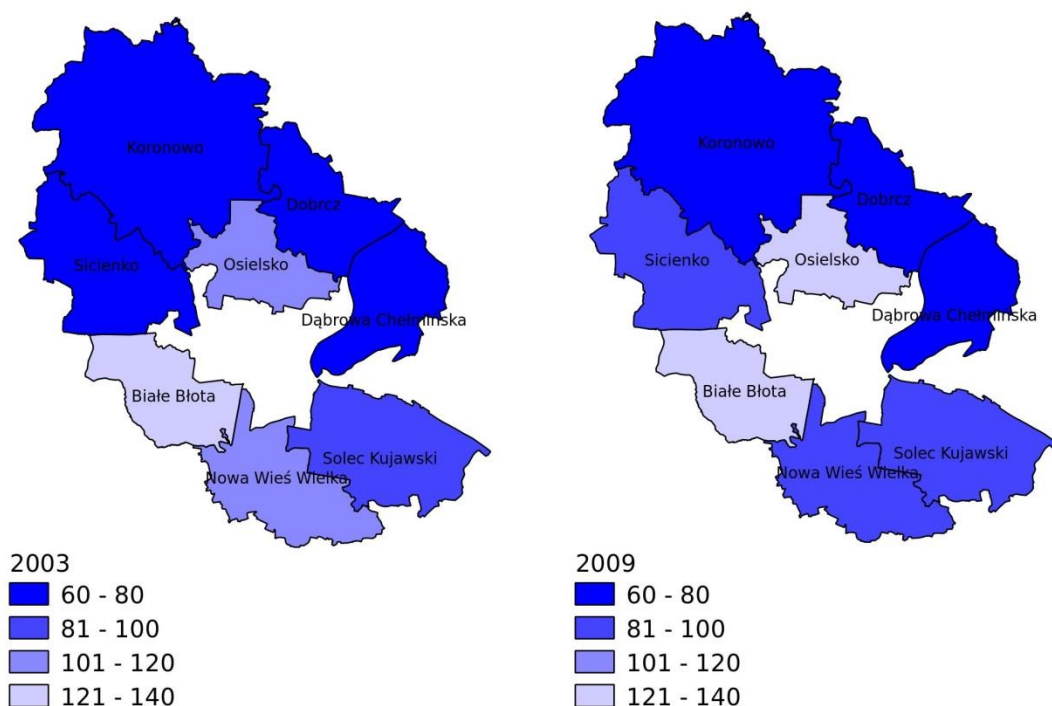 Koronowo
Dobrcz
Sicienko
Osielsko
Dąbrowa Chełmińska
Białe Błota
Solec Kujawski
Nowa Wieś Wielka
2003
60 - 80
81 - 100
101 - 120
121 - 140
Koronowo
Dobrcz
Sicienko
Osielsko
Dąbrowa Chełmińska
Białe Błota
Solec Kujawski
Nowa Wieś Wielka
2009
60 - 80
81 - 100
101 - 120
121 - 140